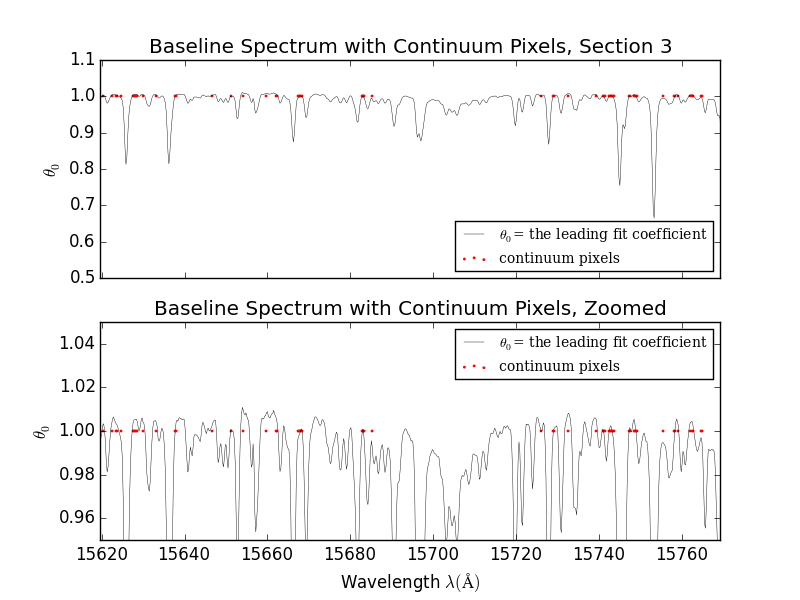 Baseline Spectrum with Continuum Pixels, Section 3
1.1
1.0
0.9
0.8
0.7
0.6
0.5
θ0
θ0 = the leading fit coefficient
continuum pixels
Baseline Spectrum with Continuum Pixels, Zoomed
1.04
1.02
1.00
0.98
0.96
θ0
θ0 = the leading fit coefficient
continuum pixels
15620 15640 15660 15680 15700 15720 15740 15760
Wavelength λ(Å)